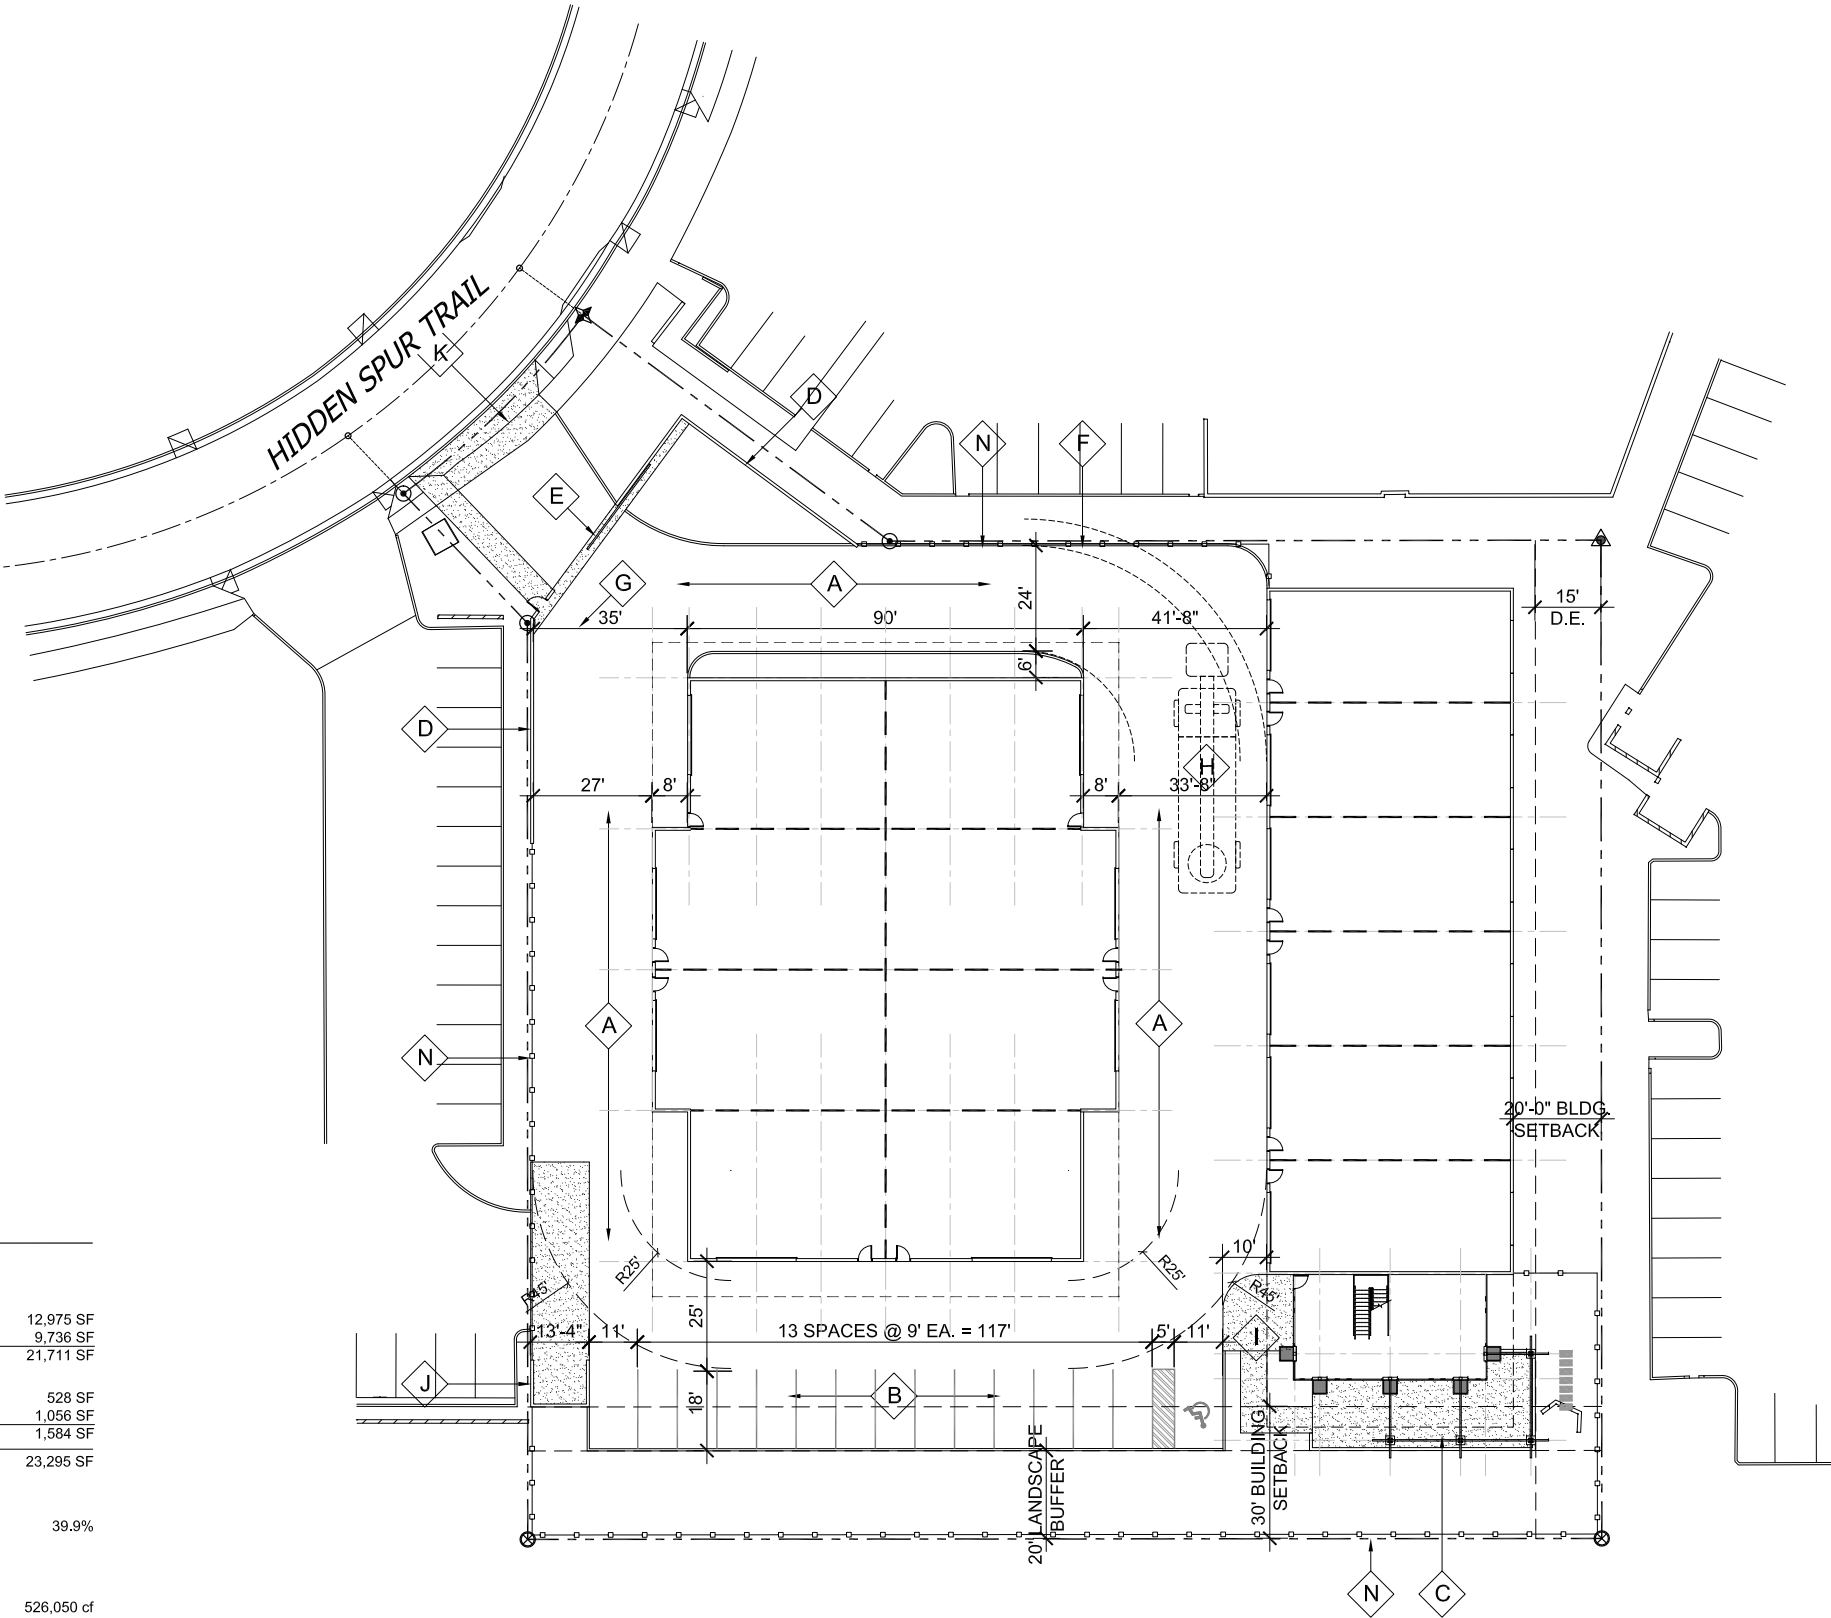 HIDDEN SPUR TRAIL
K
D
N
F
E
G
A
35'
90'
41'-8"
24'
6'
15'
D.E.
D
H
27'
8'
8'
33'-8"
A
A
N
20'-0" BLDG.
SETBACK
R25'
R25'
R45'
R45'
10'
25'
13'-4"
11'
13 SPACES @ 9' EA. = 117'
5'
11'
I
J
B
18'
20' LANDSCAPE
BUFFER
30' BUILDING
SETBACK
N
C
12,975 SF
9,736 SF
21,711 SF
528 SF
1,056 SF
1,584 SF
23,295 SF
39.9%
526,050 cf